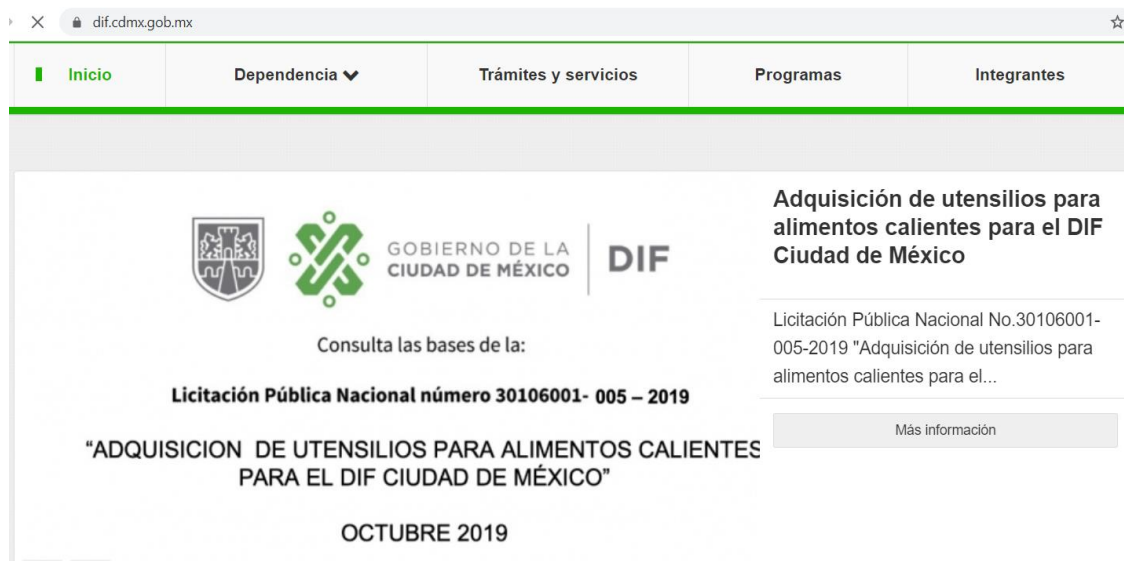 dif.cdmx.gob.mx
Inicio
Dependencia
Trámites y servicios
Programas
Integrantes
GOBIERNO DE LA
CIUDAD DE MÉXICO
DIF
Consulta las bases de la:
Licitación Pública Nacional número 30106001- 005 – 2019
“ADQUISICION DE UTENSILIOS PARA ALIMENTOS CALIENTES
PARA EL DIF CIUDAD DE MÉXICO”
OCTUBRE 2019
Adquisición de utensilios para
alimentos calientes para el DIF
Ciudad de México
Licitación Pública Nacional No.30106001-
005-2019 "Adquisición de utensilios para
alimentos calientes para el...
Más información